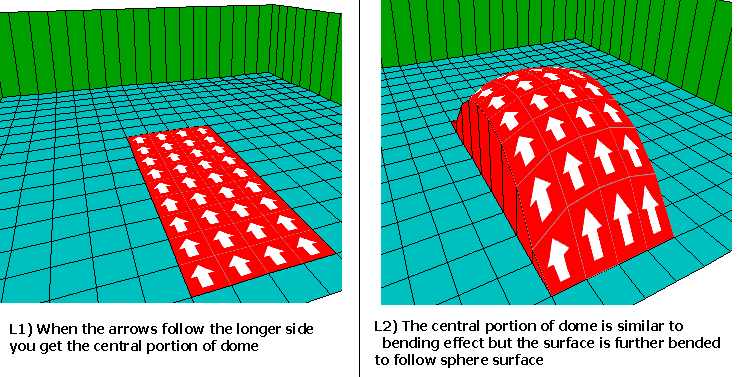 L1) When the arrows follow the longer side
you get the central portion of dome
L2) The central portion of dome is similar to
bending effect but the surface is further bended
to follow sphere surface